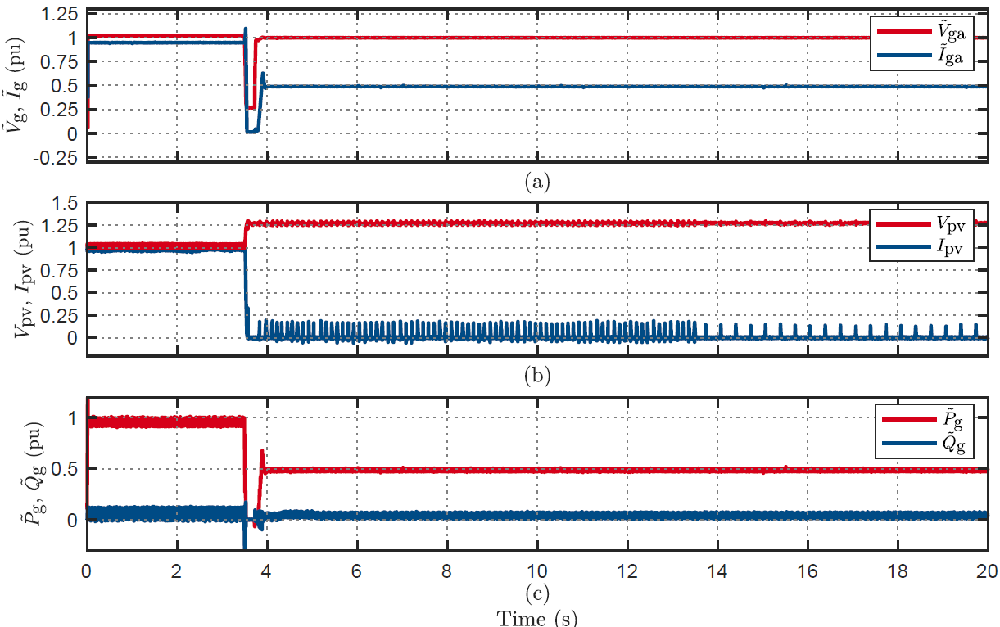 1.25
1
0.75
0.5
0.25
0
-0.25
Ṽg, Ĩg (pu)
Ṽga
Ĩga
(a)
1.5
1.25
1
0.75
0.5
0.25
0
Vpv, Ipv (pu)
Vpv
Ipv
(b)
1
0.5
0
P̃g, Q̃g (pu)
P̃g
Q̃g
0 2 4 6 8 10 12 14 16 18 20
(c)
Time (s)